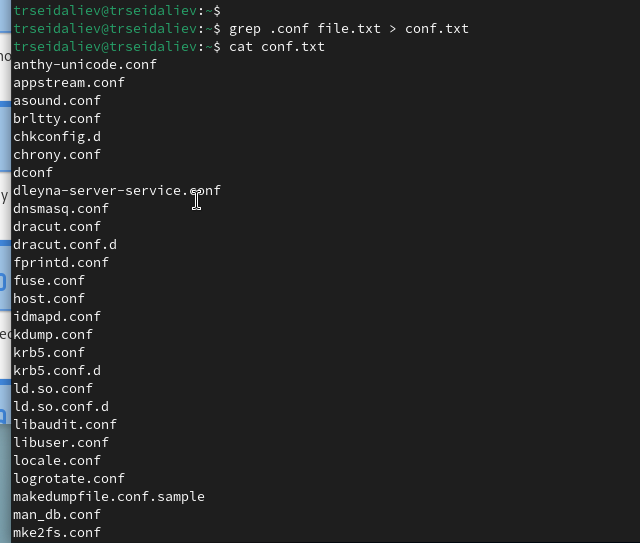 trseidaliev@trseidaliev:~$
trseidaliev@trseidaliev:~$ grep .conf file.txt > conf.txt
trseidaliev@trseidaliev:~$ cat conf.txt
anthy-unicode.conf
appstream.conf
asound.conf
brltty.conf
chkconfig.d
chrony.conf
dconf
dleyna-server-service.conf
dnsmasq.conf
dracut.conf
dracut.conf.d
fprintd.conf
fuse.conf
host.conf
idmapd.conf
kdump.conf
krb5.conf
krb5.conf.d
ld.so.conf
ld.so.conf.d
libaudit.conf
libuser.conf
locale.conf
logrotate.conf
makedumpfile.conf.sample
man_db.conf
mke2fs.conf